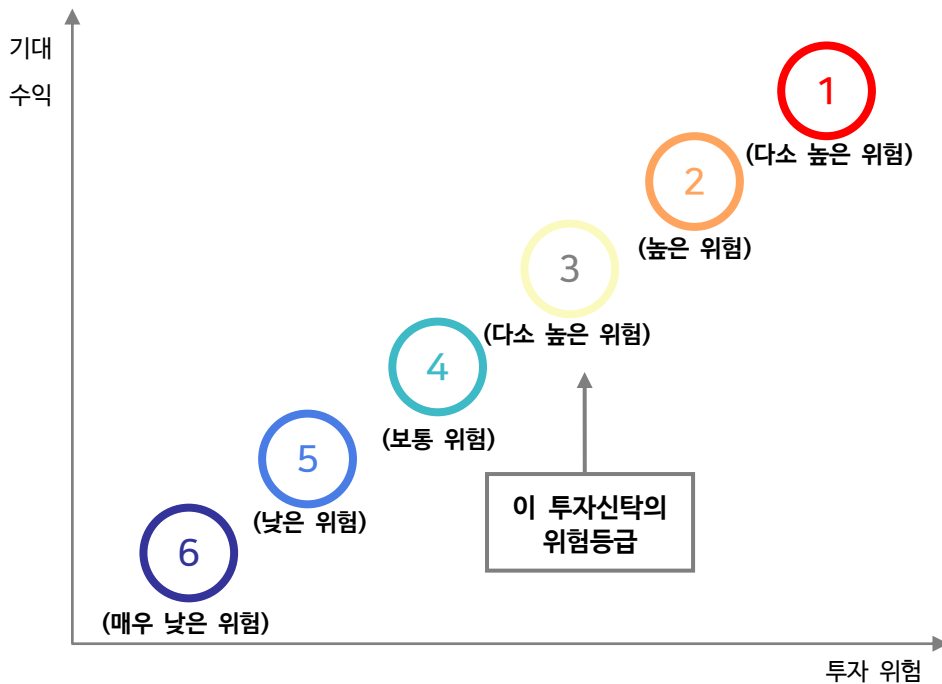 기대
수익
1
(다소 높은 위험)
2
(높은 위험)
3
(다소 높은 위험)
4
(보통 위험)
5
(낮은 위험)
6
(매우 낮은 위험)
이 투자신탁의
위험등급
투자 위험